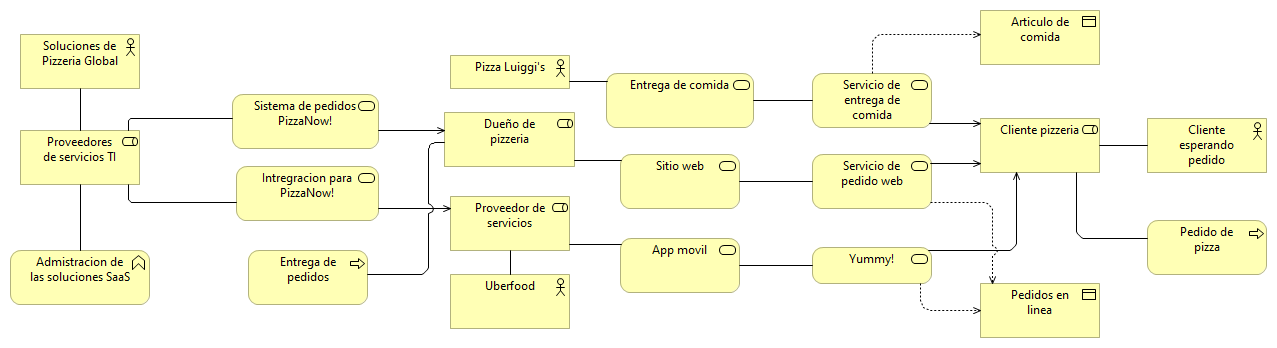 Soluciones de
Pizzeria Global
Proveedores
de servicios TI
Admistracion de
las soluciones SaaS
Sistema de pedidos
PizzaNow!
Intregracion para
PizzaNow!
Entrega de
pedidos
Pizza Luiggi's
Dueño de
pizzeria
Proveedor de
servicios
Uberfood
Entrega de comida
Sitio web
App movil
Servicio de
entrega de
comida
Servicio de
pedido web
Yummy!
Articulo de
comida
Cliente pizzeria
Pedidos en
linea
Cliente
esperando
pedido
Pedido de
pizza